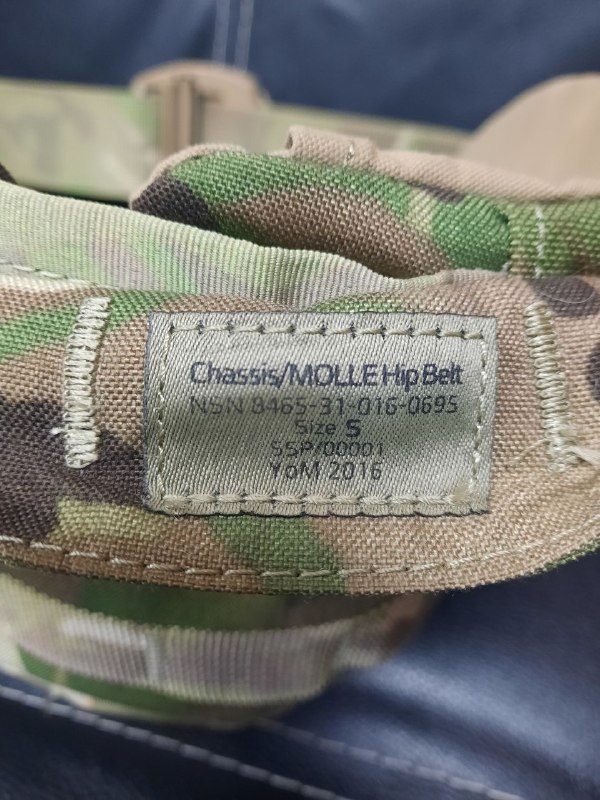 Chassis/MOLLE Hip Belt
NSN 8465-31-016-0695
Size S
SSP/00001
YoM 2016